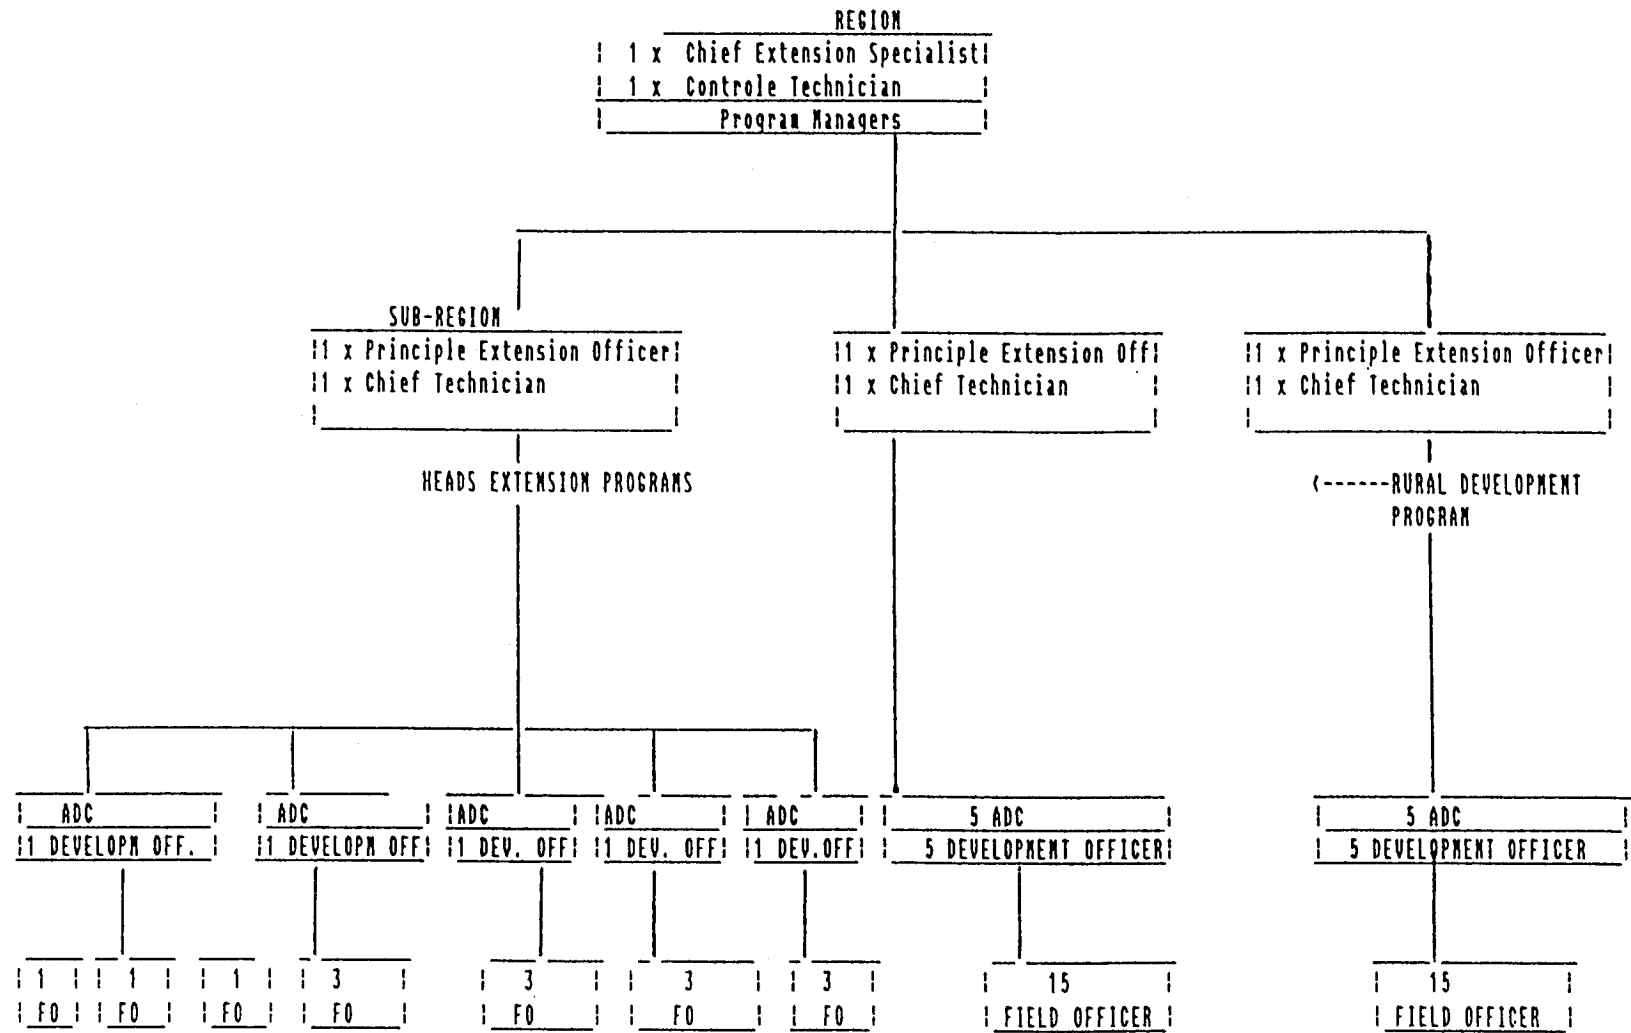 REGION
1 x Chief Extension Specialist
1 x Controle Technician
Program Managers
SUB-REGION
1 x Principle Extension Officer
1 x Chief Technician
1 x Principle Extension Off
1 x Chief Technician
1 x Principle Extension Officer
1 x Chief Technician
HEADS EXTENSION PROGRAMS
<------RURAL DEVELOPMENT
PROGRAM
ADC
1 DEVELOPM OFF.
ADC
1 DEVELOPM OFF
ADC
1 DEV. OFF
ADC
1 DEV. OFF
ADC
1 DEV.OFF
5 ADC
5 DEVELOPMENT OFFICER
5 ADC
5 DEVELOPMENT OFFICER
1
FO
1
FO
1
FO
3
FO
3
FO
3
FO
3
FO
15
FIELD OFFICER
15
FIELD OFFICER